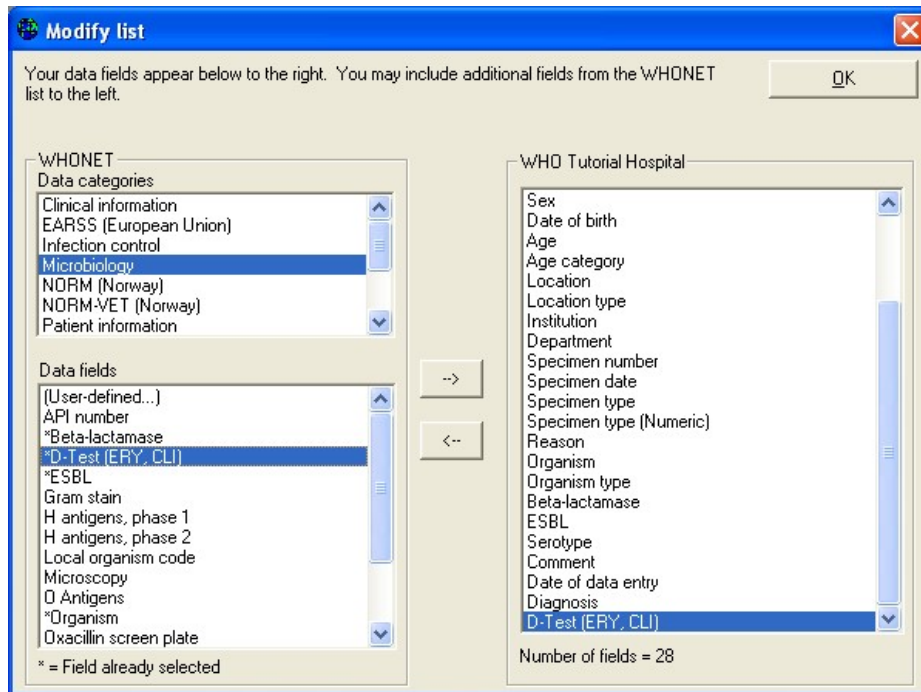 Modify list
Your data fields appear below to the right. You may include additional fields from the WHONET
list to the left.
OK
WHONET
Data categories
Clinical information
EARSS (European Union)
Infection control
Microbiology
NORM (Norway)
NORM-VET (Norway)
Patient information
Data fields
(User-defined...)
API number
*Beta-lactamase
*D-Test (ERY, CLI)
*ESBL
Gram stain
H antigens, phase 1
H antigens, phase 2
Local organism code
Microscopy
O Antigens
*Organism
Oxacillin screen plate
* = Field already selected
-->
<--
WHO Tutorial Hospital
Sex
Date of birth
Age
Age category
Location
Location type
Institution
Department
Specimen number
Specimen date
Specimen type
Specimen type (Numeric)
Reason
Organism
Organism type
Beta-lactamase
ESBL
Serotype
Comment
Date of data entry
Diagnosis
D-Test (ERY, CLI)
Number of fields = 28